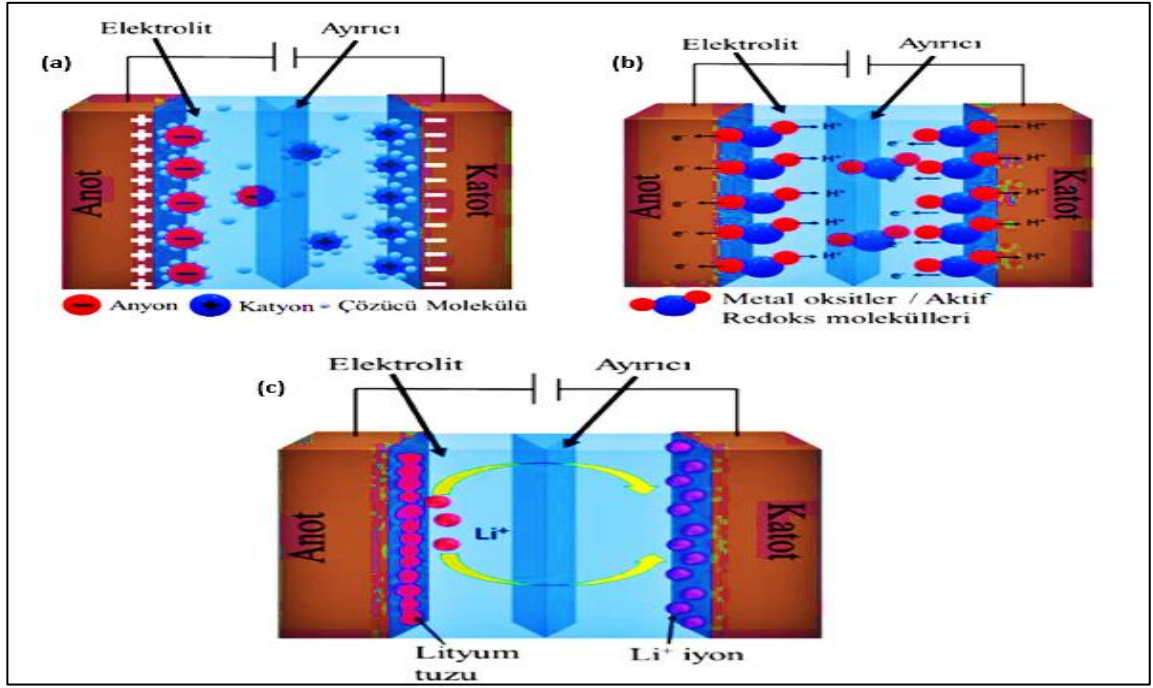 (a)
Elektrolit
Ayırıcı
Anot
Katot
Anyon
Katyon - Çözücü Molekülü
(b)
Elektrolit
Ayırıcı
Anot
Katot
e⁻ H⁺ e⁻ H⁺
e⁻ H⁺ e⁻ H⁺
e⁻ H⁺ e⁻ H⁺
e⁻ H⁺ e⁻ H⁺
e⁻ H⁺ e⁻ H⁺
Metal oksitler / Aktif
Redoks molekülleri
(c)
Elektrolit
Ayırıcı
Anot
Li⁺
Katot
Lityum
tuzu
Li⁺ iyon